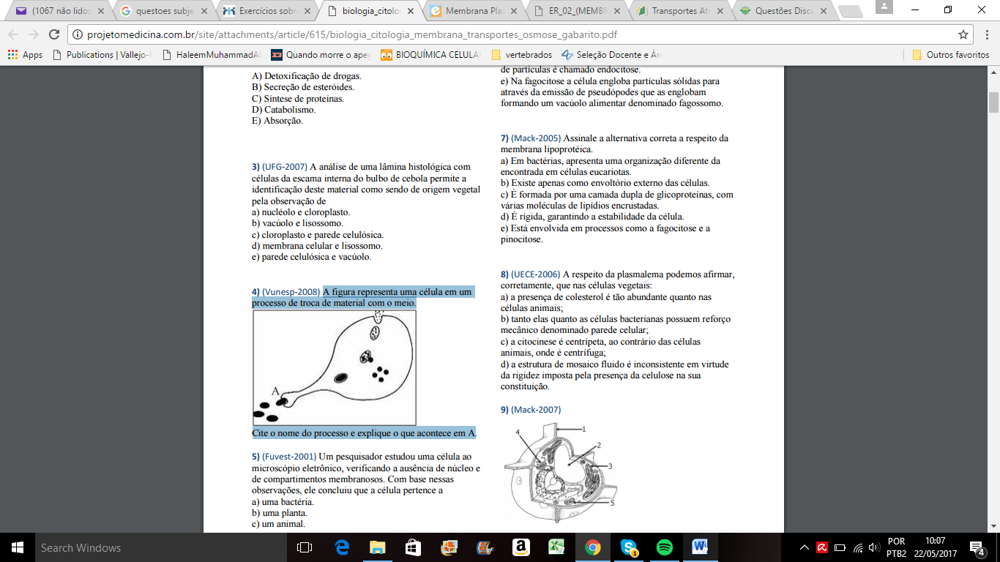 (1067 não lidos
questoes subje
Exercícios sobr
biologia_citolo
Membrana Plas
ER_02_(MEMBR
Transportes Ati
Questões Discu
projetomedicina.com.br/site/attachments/article/615/biologia_citologia_membrana_transportes_osmose_gabarito.pdf
Apps
Publications | Vallejo-
HaleemMuhammadAl
Quando morre o apeg
BIOQUÍMICA CELULA
vertebrados
Seleção Docente e Ár
Outros favoritos
A) Detoxificação de drogas.
B) Secreção de esteróides.
C) Síntese de proteínas.
D) Catabolismo.
E) Absorção.
3) (UFG-2007) A análise de uma lâmina histológica com
células da escama interna do bulbo de cebola permite a
identificação deste material como sendo de origem vegetal
pela observação de
a) nucléolo e cloroplasto.
b) vacúolo e lisossomo.
c) cloroplasto e parede celulósica.
d) membrana celular e lisossomo.
e) parede celulósica e vacúolo.
4) (Vunesp-2008) A figura representa uma célula em um
processo de troca de material com o meio.
A
Cite o nome do processo e explique o que acontece em A.
5) (Fuvest-2001) Um pesquisador estudou uma célula ao
microscópio eletrônico, verificando a ausência de núcleo e
de compartimentos membranosos. Com base nessas
observações, ele concluiu que a célula pertence a
a) uma bactéria.
b) uma planta.
c) um animal.
de partículas é chamado endocitose.
e) Na fagocitose a célula engloba partículas sólidas para
através da emissão de pseudópodes que as englobam
formando um vacúolo alimentar denominado fagossomo.
7) (Mack-2005) Assinale a alternativa correta a respeito da
membrana lipoprotéica.
a) Em bactérias, apresenta uma organização diferente da
encontrada em células eucariotas.
b) Existe apenas como envoltório externo das células.
c) É formada por uma camada dupla de glicoproteínas, com
várias moléculas de lipídios encrustadas.
d) É rígida, garantindo a estabilidade da célula.
e) Está envolvida em processos como a fagocitose e a
pinocitose.
8) (UECE-2006) A respeito da plasmalema podemos afirmar,
corretamente, que nas células vegetais:
a) a presença de colesterol é tão abundante quanto nas
células animais;
b) tanto elas quanto as células bacterianas possuem reforço
mecânico denominado parede celular;
c) a citocinese é centrípeta, ao contrário das células
animais, onde é centrífuga;
d) a estrutura de mosaico fluido é inconsistente em virtude
da rigidez imposta pela presença da celulose na sua
constituição.
9) (Mack-2007)
1
4
2
3
5
Search Windows
POR
PTB2
10:07
22/05/2017
4